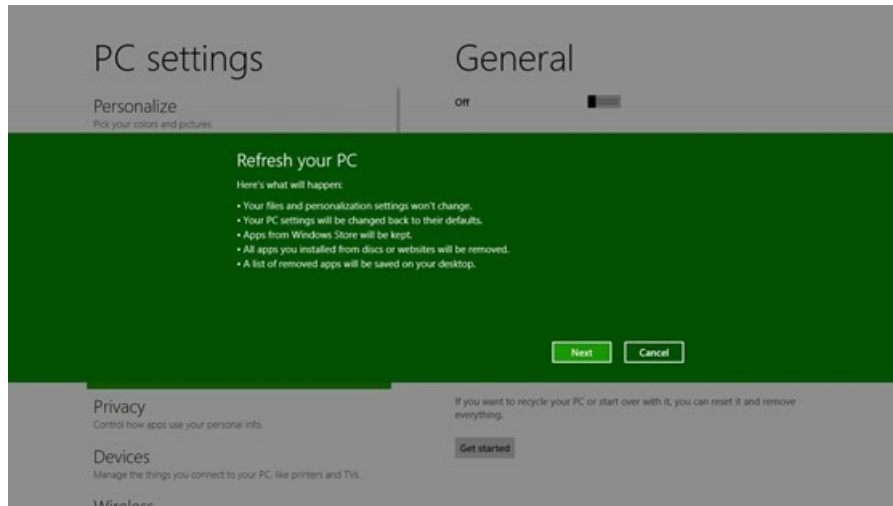 PC settings
General
Personalize
Pick your colors and pictures.
Off
Refresh your PC
Here's what will happen:
• Your files and personalization settings won't change.
• Your PC settings will be changed back to their defaults.
• Apps from Windows Store will be kept.
• All apps you installed from discs or websites will be removed.
• A list of removed apps will be saved on your desktop.
Next
Cancel
Privacy
Control how apps use your personal info.
Devices
Manage the things you connect to your PC, like printers and TVs.
Wireless
If you want to recycle your PC or start over with it, you can reset it and remove
everything.
Get started